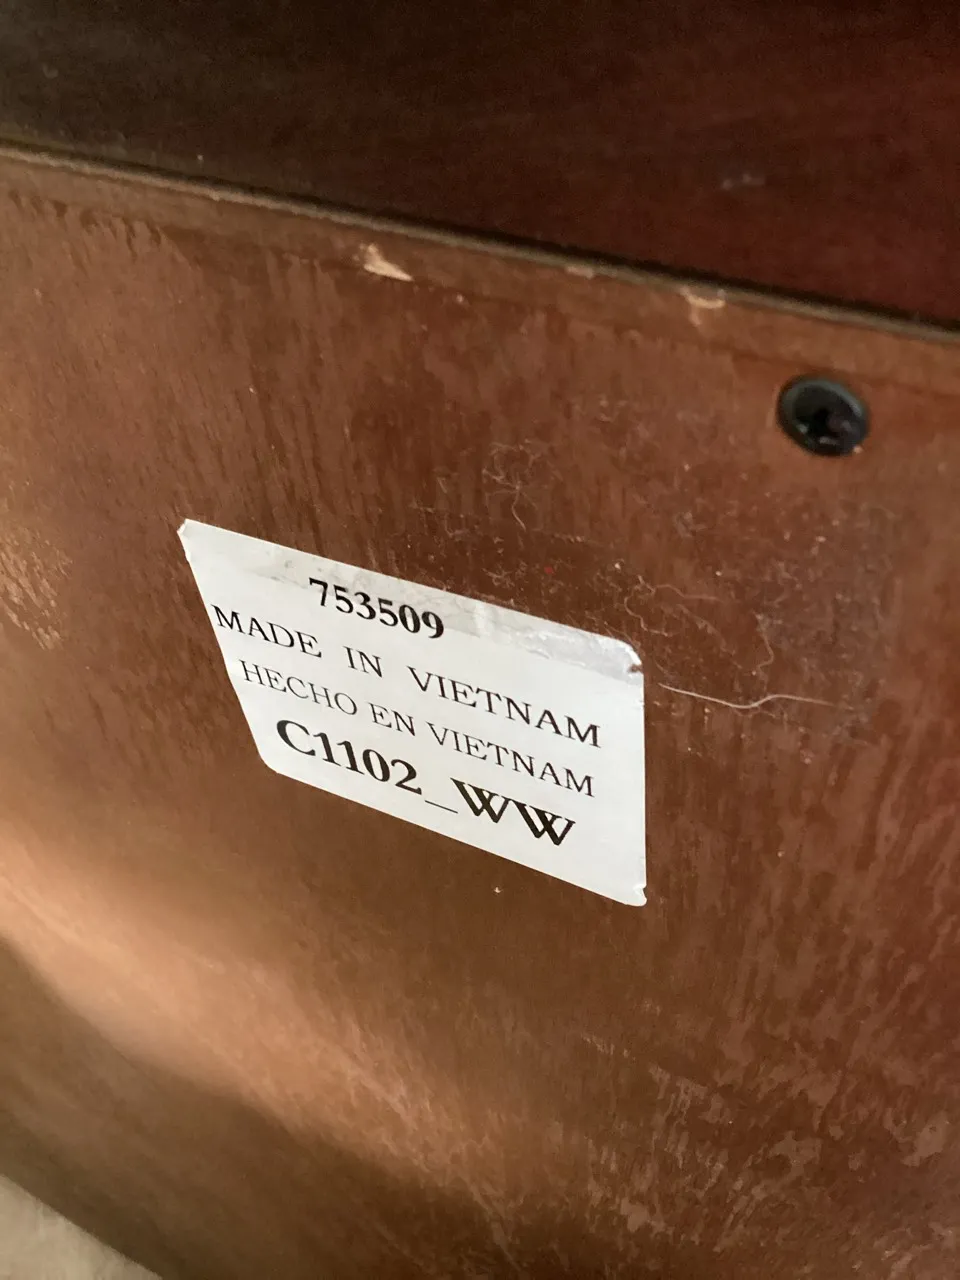 753509
MADE IN VIETNAM
HECHO EN VIETNAM
C1102_WW